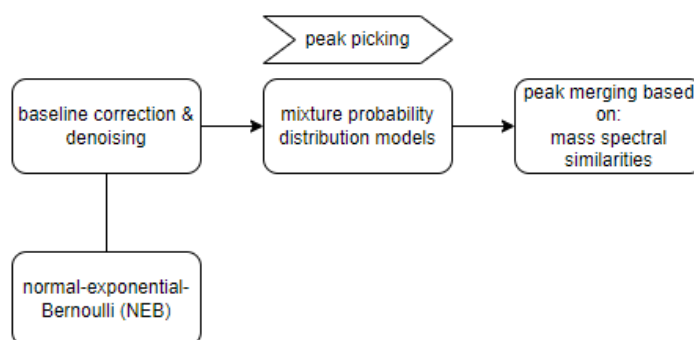 peak picking
baseline correction &
denoising
mixture probability
distribution models
peak merging based
on:
mass spectral
similarities
normal-exponential-
Bernoulli (NEB)